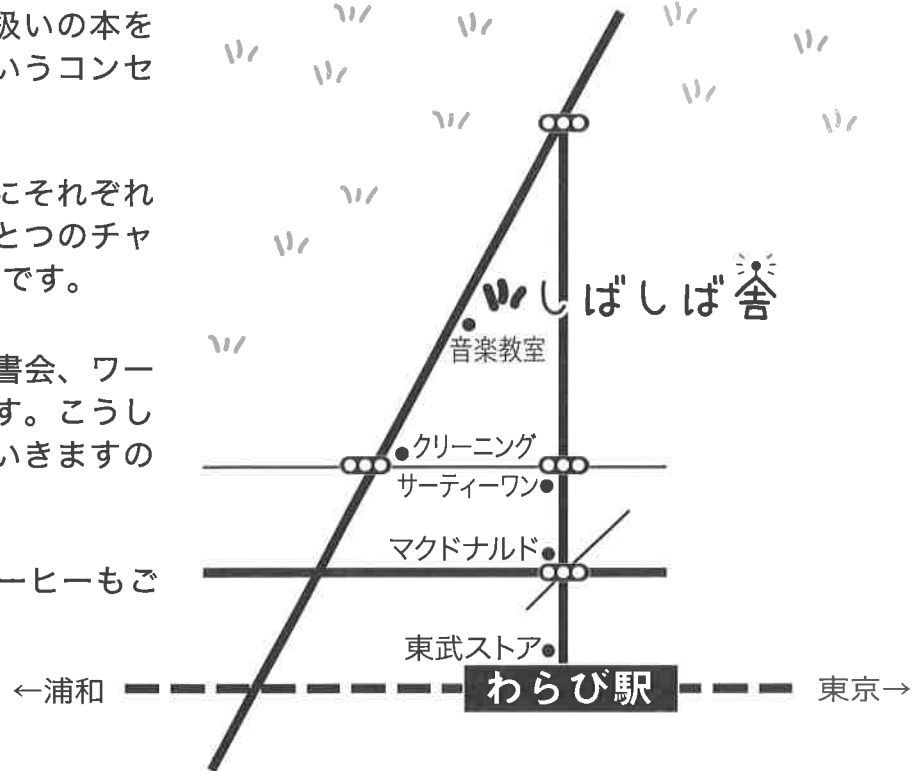 扱いの本を
いうコンセ
にそれぞれ
とつのチャ
です。
書会、ワー
す。こうし
いきますの
ーヒーもご
しばしば舎
音楽教室
クリーニング
サーティーワン
マクドナルド
東武ストア
←浦和
わらび駅
東京→